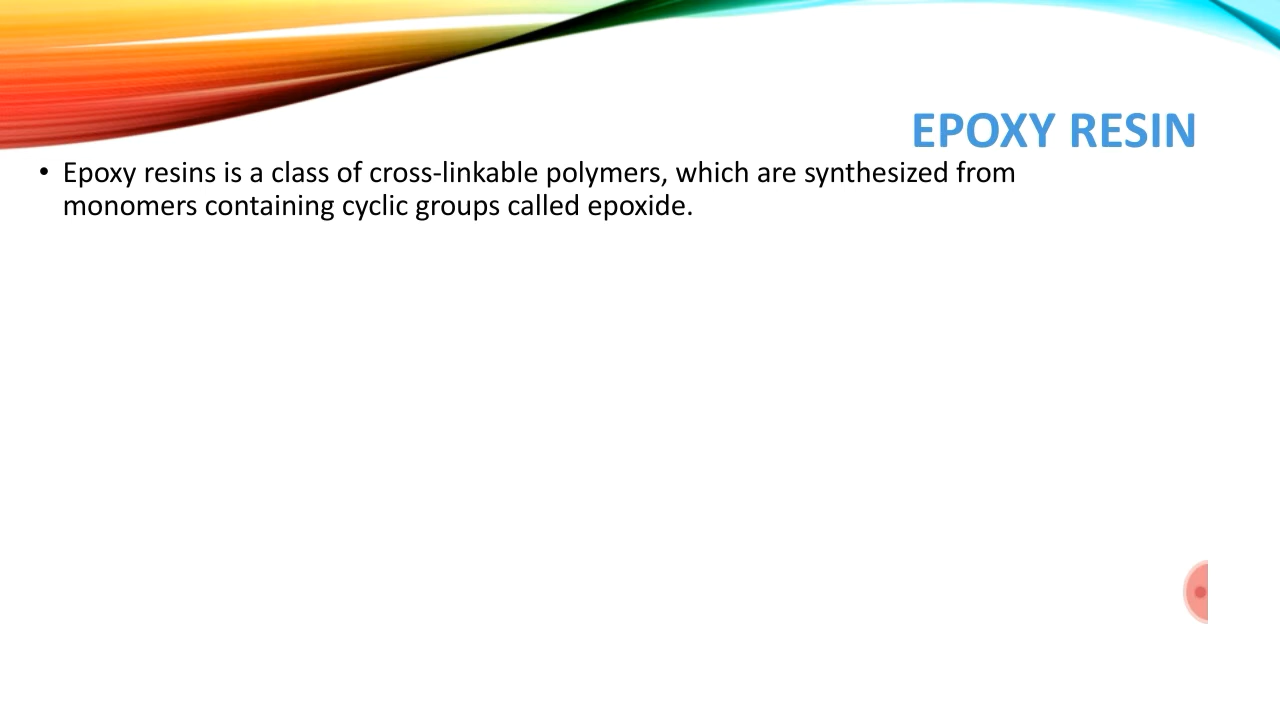 EPOXY RESIN
• Epoxy resins is a class of cross-linkable polymers, which are synthesized from
monomers containing cyclic groups called epoxide.